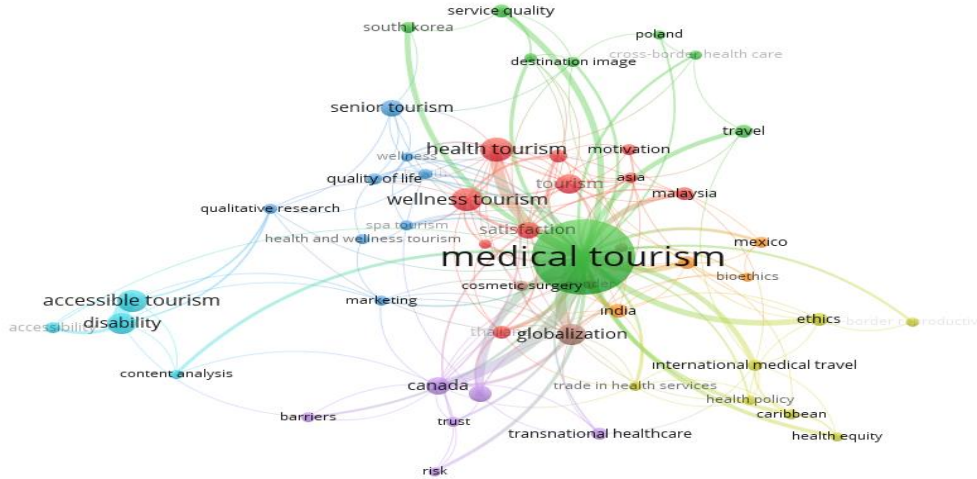 service quality
south korea
poland
cross-border health care
destination image
senior tourism
travel
health tourism
motivation
wellness
quality of life
asia
tourism
malaysia
wellness tourism
qualitative research
spa tourism
satisfaction
health and wellness tourism
mexico
medical tourism
bioethics
cosmetic surgery
accessible tourism
marketing
india
ethics
disability
accessibility
globalization
international medical travel
content analysis
canada
trade in health services
health policy
caribbean
barriers
trust
transnational healthcare
health equity
risk